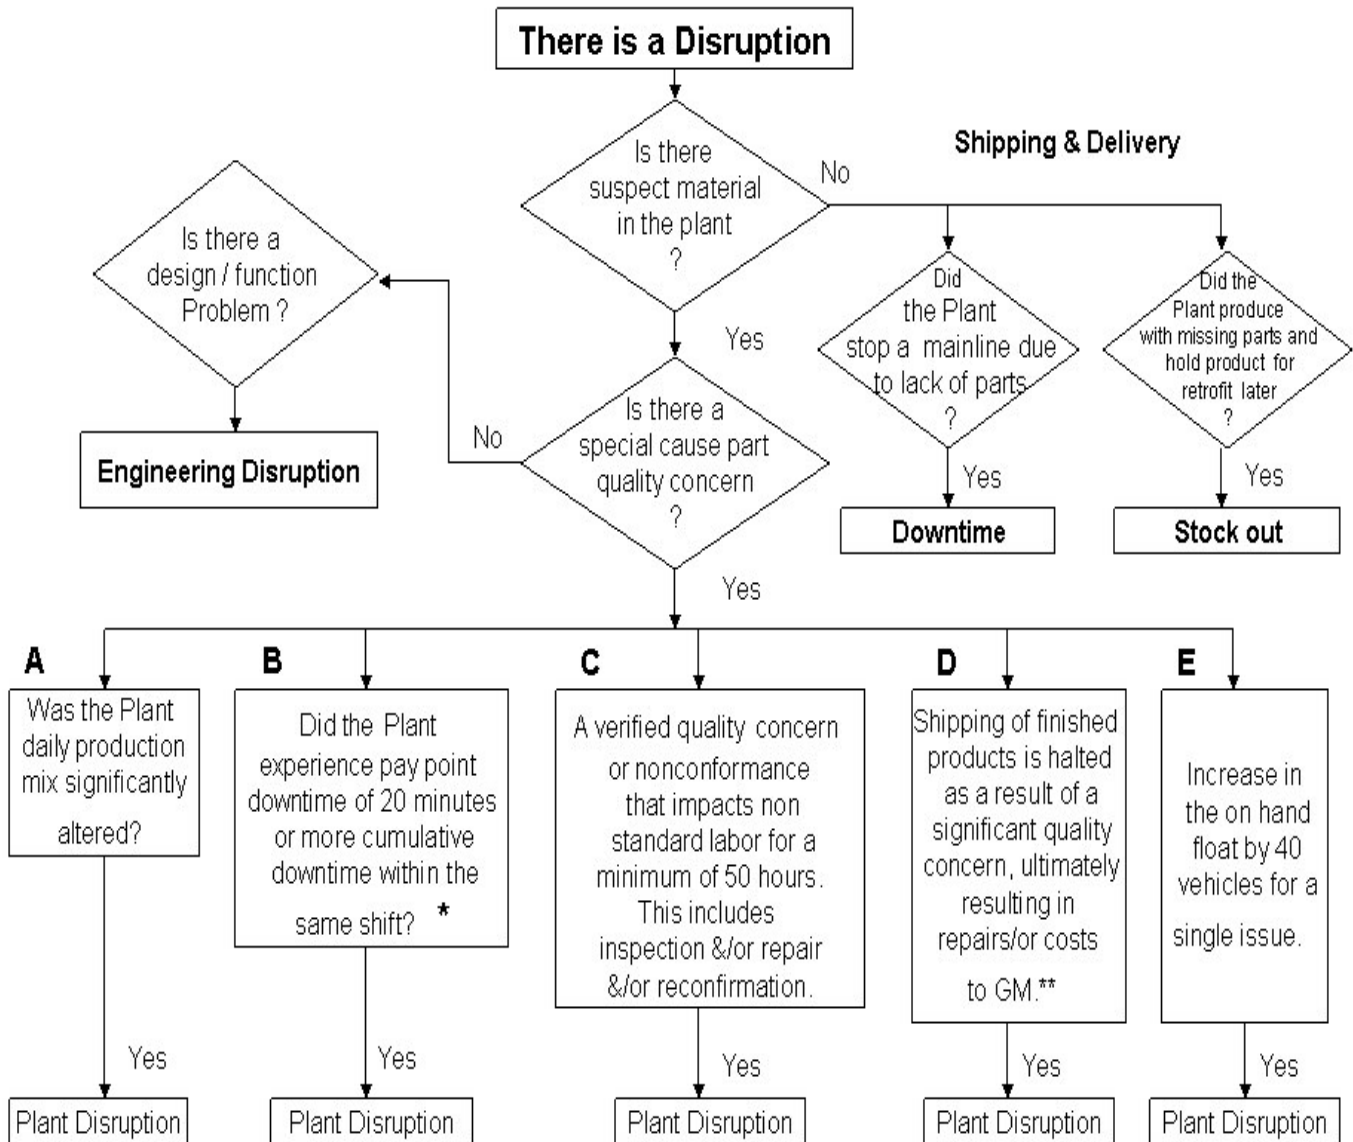 There is a Disruption
Is there
suspect material
in the plant
?
No
Shipping & Delivery
Is there a
design / function
Problem ?
Yes
Did
the Plant
stop a mainline due
to lack of parts
?
Did the
Plant produce
with missing parts and
hold product for
retrofit later
?
Is there a
special cause part
quality concern
?
No
Engineering Disruption
Yes
Yes
Downtime
Stock out
Yes
A
Was the Plant
daily production
mix significantly
altered?
B
Did the Plant
experience pay point
downtime of 20 minutes
or more cumulative
downtime within the
same shift? *
C
A verified quality concern
or nonconformance
that impacts non
standard labor for a
minimum of 50 hours.
This includes
inspection &/or repair
&/or reconfirmation.
D
Shipping of finished
products is halted
as a result of a
significant quality
concern, ultimately
resulting in
repairs/or costs
to GM.**
E
Increase in
the on hand
float by 40
vehicles for a
single issue.
Yes
Yes
Yes
Yes
Yes
Plant Disruption
Plant Disruption
Plant Disruption
Plant Disruption
Plant Disruption